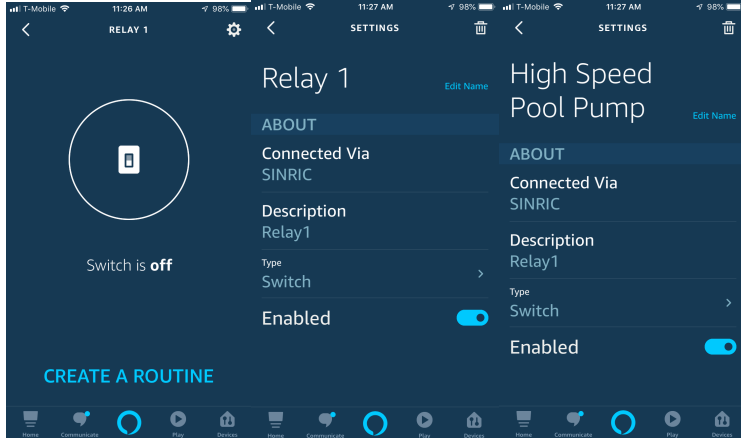 T-Mobile 11:26 AM 98%
RELAY 1
Switch is off
CREATE A ROUTINE
Home Communicate Play Devices
T-Mobile 11:27 AM 98%
SETTINGS
Relay 1
Edit Name
ABOUT
Connected Via
SINRIC
Description
Relay1
Type
Switch
Enabled
Home Communicate Play Devices
T-Mobile 11:27 AM 98%
SETTINGS
High Speed
Pool Pump
Edit Name
ABOUT
Connected Via
SINRIC
Description
Relay1
Type
Switch
Enabled
Home Communicate Play Devices